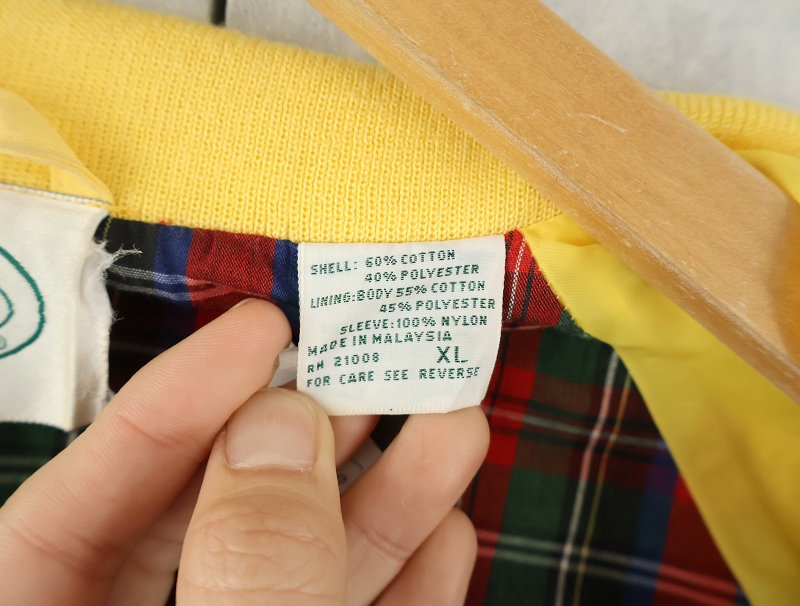 SHELL: 60% COTTON
40% POLYESTER
LINING:BODY 55% COTTON
45% POLYESTER
SLEEVE:100% NYLON
MADE IN MALAYSIA
RN 21008 XL
FOR CARE SEE REVERSE